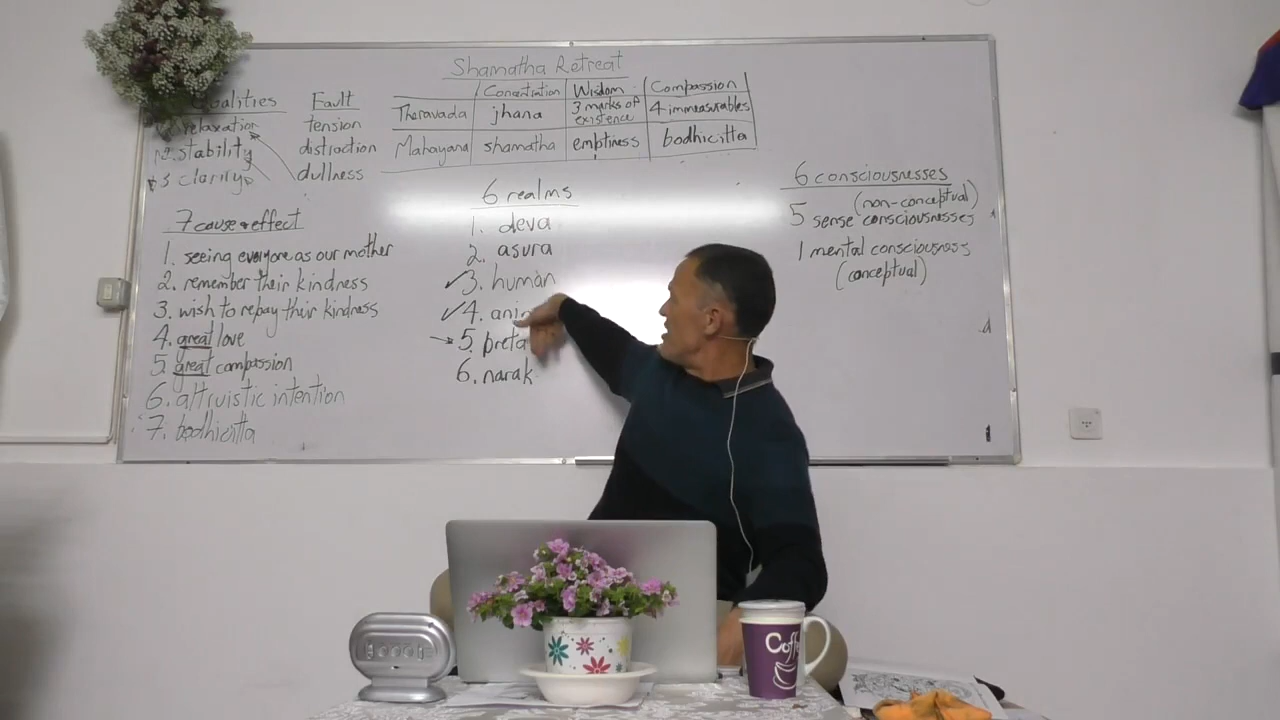 Shamatha Retreat
Concentration Wisdom Compassion
Theravada jhana 3 marks of existence 4 immeasurables
Mahayana shamatha emptiness bodhicitta
Qualities Fault
relaxation tension
2. stability distraction
3 clarity dullness
7 cause & effect
1. seeing everyone as our mother
2. remember their kindness
3. wish to repay their kindness
4. great love
5. great compassion
6. altruistic intention
7. bodhicitta
6 realms
1. deva
2. asura
✓3. human
✓4. ani
→ 5. preta
6. narak
6 consciousnesses
(non-conceptual)
5 sense consciousnesses
1 mental consciousness
(conceptual)
Coff